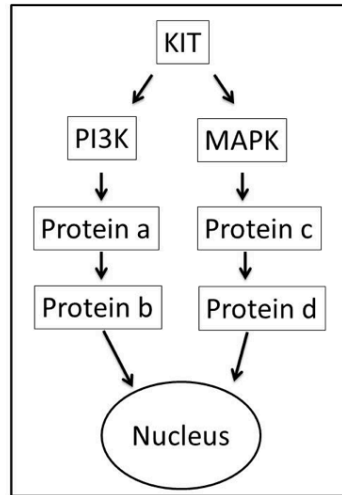 KIT
PI3K
MAPK
Protein a
Protein c
Protein b
Protein d
Nucleus